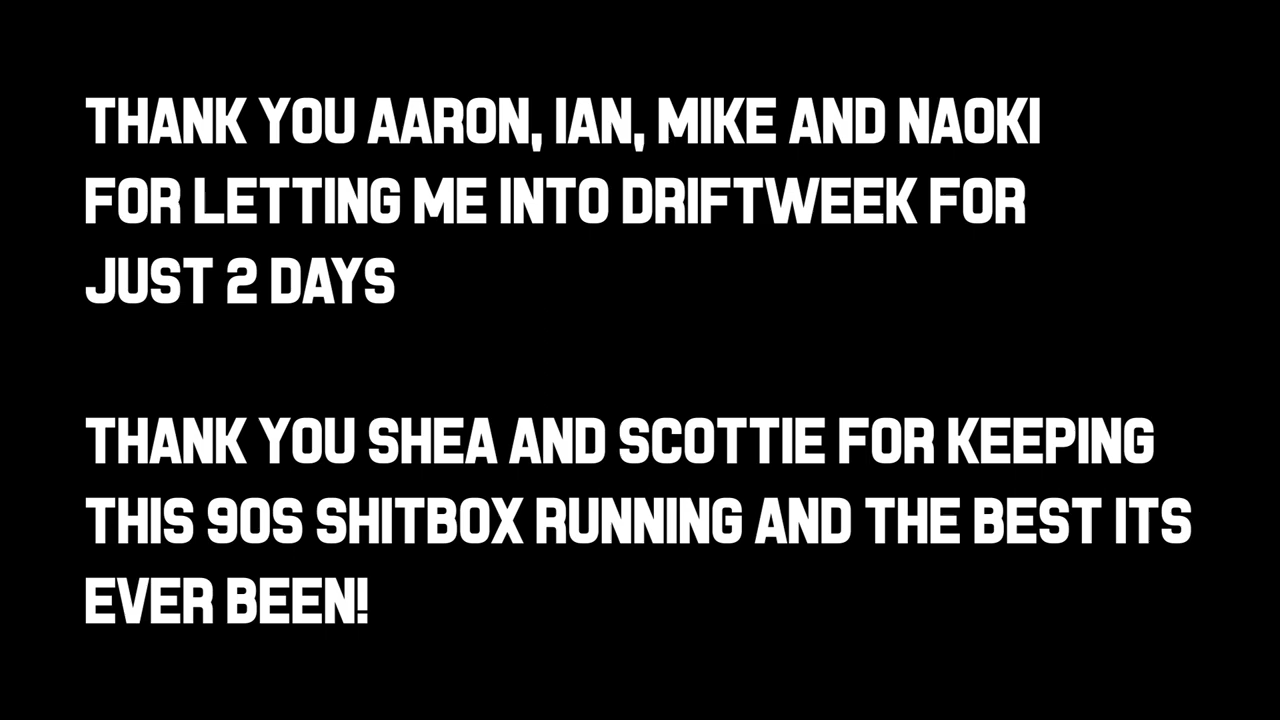 THANK YOU AARON, IAN, MIKE AND NAOKI
FOR LETTING ME INTO DRIFTWEEK FOR
JUST 2 DAYS
THANK YOU SHEA AND SCOTTIE FOR KEEPING
THIS 90S SHITBOX RUNNING AND THE BEST ITS
EVER BEEN!